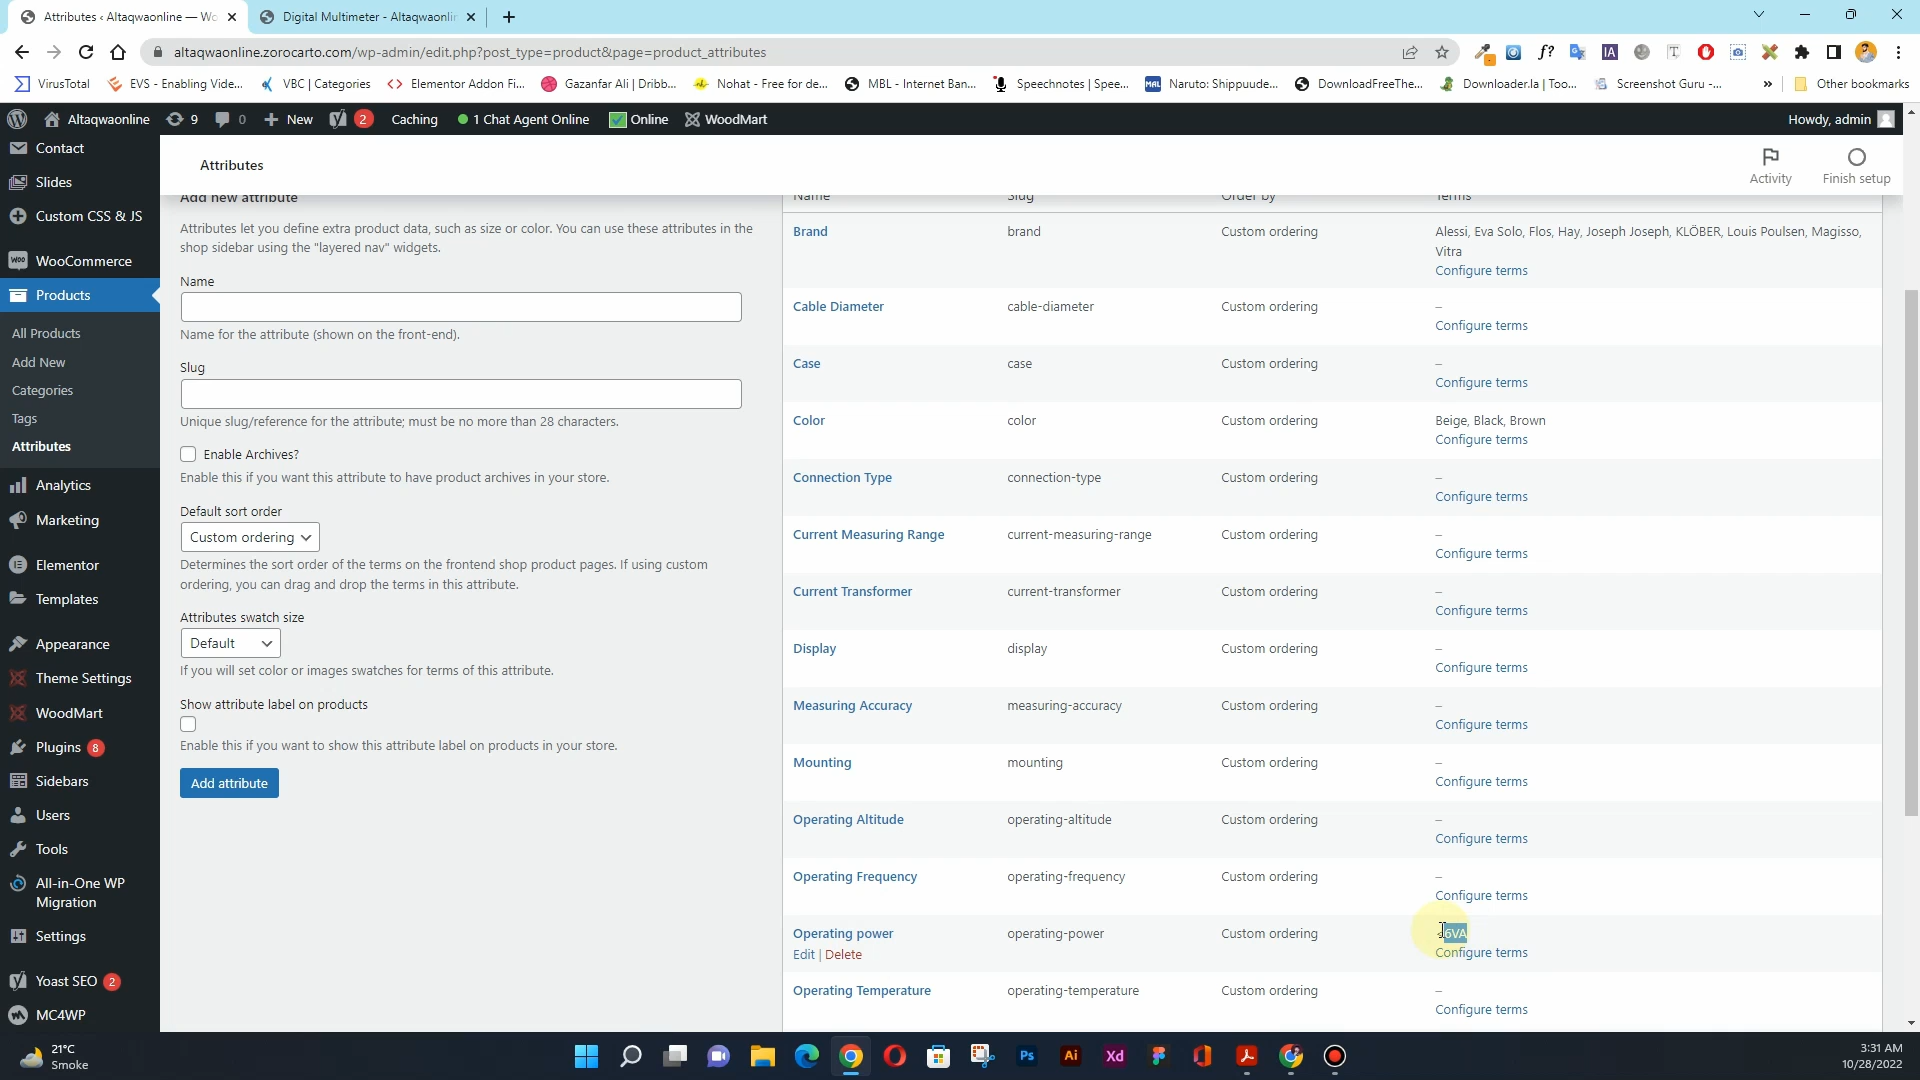 Attributes ‹ Altaqwaonline — Wo
Digital Multimeter - Altaqwaonlin
altaqwaonline.zorocarto.com/wp-admin/edit.php?post_type=product&page=product_attributes
VirusTotal
EVS - Enabling Vide...
VBC | Categories
Elementor Addon Fi...
Gazanfar Ali | Dribb...
Nohat - Free for de...
MBL - Internet Ban...
Speechnotes | Spee...
Naruto: Shippuude...
DownloadFreeThe...
Downloader.la | Too...
Screenshot Guru -...
»
Other bookmarks
Altaqwaonline
9
0
New
2
Caching
1 Chat Agent Online
Online
WoodMart
Howdy, admin
Contact
Slides
Custom CSS & JS
WooCommerce
Products
All Products
Add New
Categories
Tags
Attributes
Analytics
Marketing
Elementor
Templates
Appearance
Theme Settings
WoodMart
Plugins 8
Sidebars
Users
Tools
All-in-One WP
Migration
Settings
Yoast SEO 2
MC4WP
Attributes
Activity
Finish setup
Add new attribute
Attributes let you define extra product data, such as size or color. You can use these attributes in the
shop sidebar using the "layered nav" widgets.
Name
Name for the attribute (shown on the front-end).
Slug
Unique slug/reference for the attribute; must be no more than 28 characters.
Enable Archives?
Enable this if you want this attribute to have product archives in your store.
Default sort order
Custom ordering
Determines the sort order of the terms on the frontend shop product pages. If using custom
ordering, you can drag and drop the terms in this attribute.
Attributes swatch size
Default
If you will set color or images swatches for terms of this attribute.
Show attribute label on products
Enable this if you want to show this attribute label on products in your store.
Add attribute
Name Slug Order by Terms
Brand brand Custom ordering Alessi, Eva Solo, Flos, Hay, Joseph Joseph, KLÖBER, Louis Poulsen, Magisso,
Vitra
Configure terms
Cable Diameter cable-diameter Custom ordering –
Configure terms
Case case Custom ordering –
Configure terms
Color color Custom ordering Beige, Black, Brown
Configure terms
Connection Type connection-type Custom ordering –
Configure terms
Current Measuring Range current-measuring-range Custom ordering –
Configure terms
Current Transformer current-transformer Custom ordering –
Configure terms
Display display Custom ordering –
Configure terms
Measuring Accuracy measuring-accuracy Custom ordering –
Configure terms
Mounting mounting Custom ordering –
Configure terms
Operating Altitude operating-altitude Custom ordering –
Configure terms
Operating Frequency operating-frequency Custom ordering –
Configure terms
Operating power operating-power Custom ordering 6VA
Edit | Delete Configure terms
Operating Temperature operating-temperature Custom ordering –
Configure terms
21°C
Smoke
3:31 AM
10/28/2022